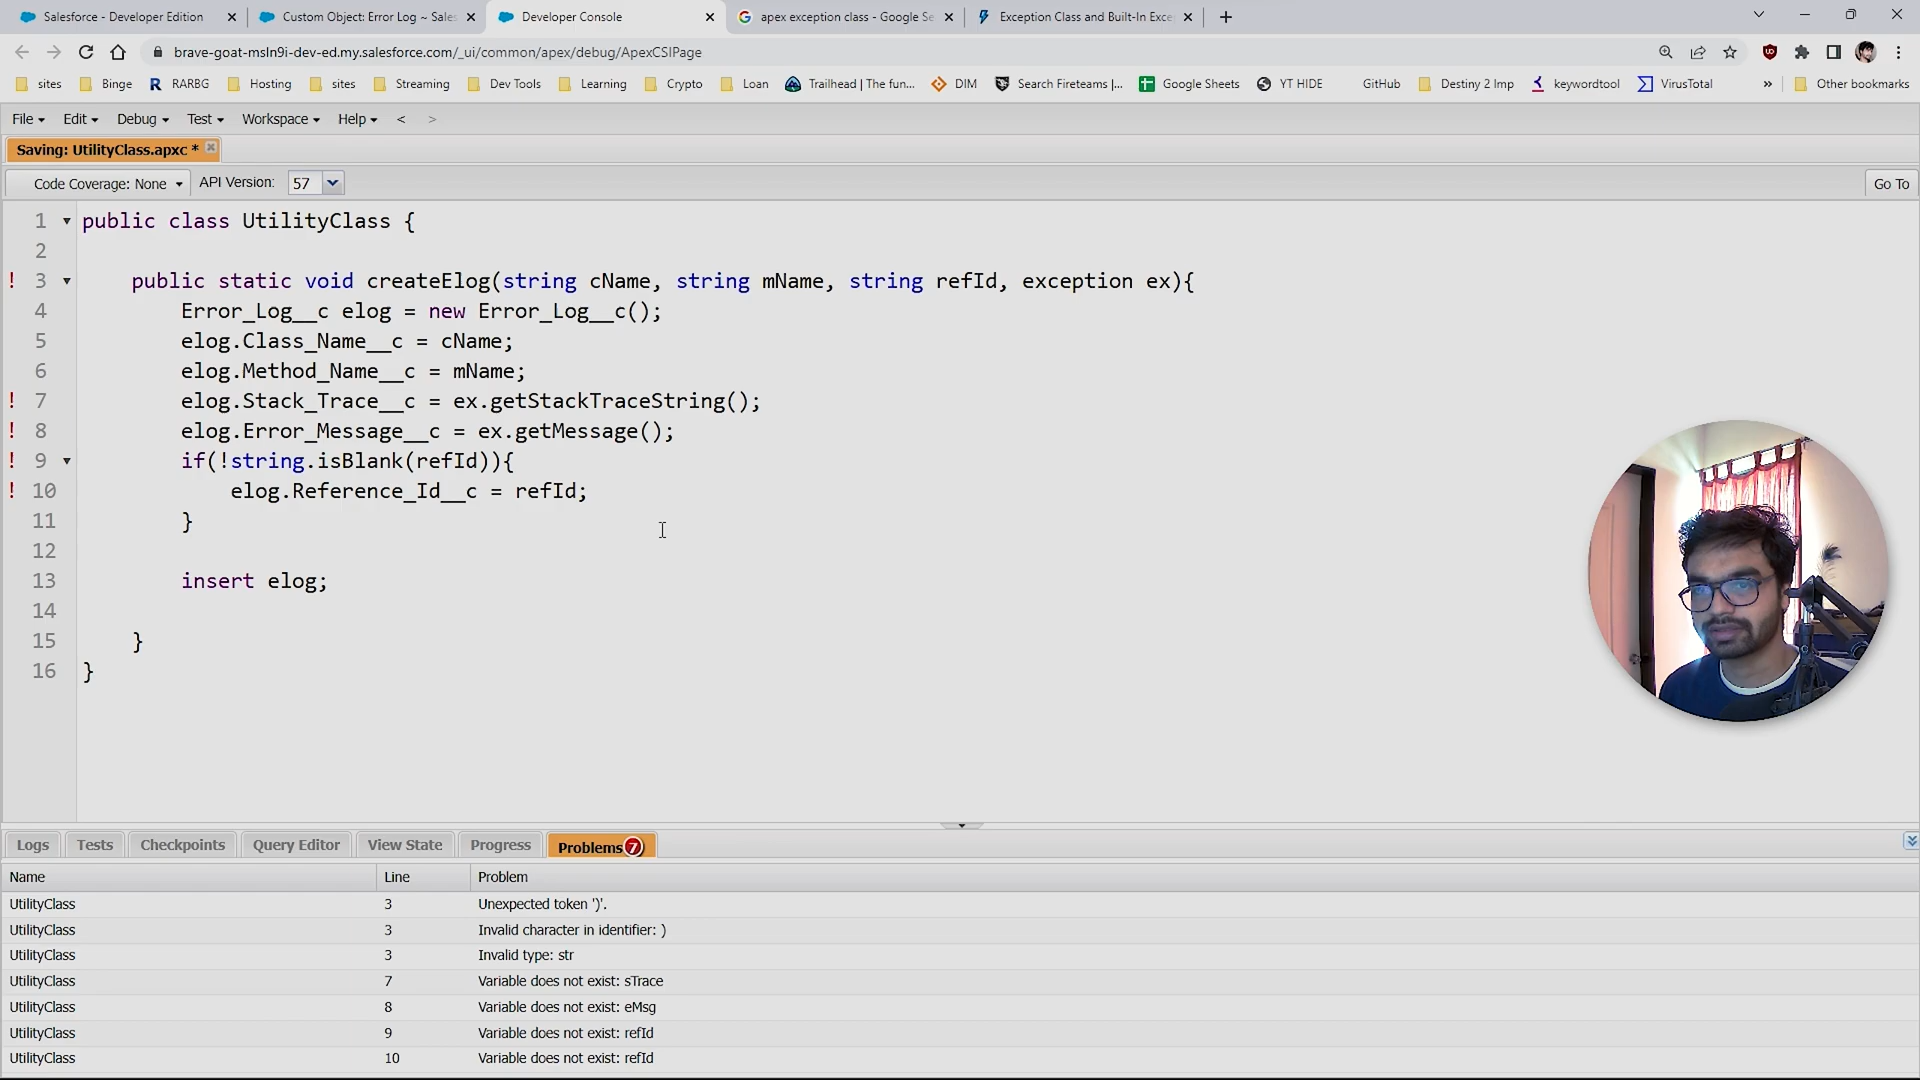 Salesforce - Developer Edition
Custom Object: Error Log ~ Sales
Developer Console
apex exception class - Google Se
Exception Class and Built-In Exce
brave-goat-msln9i-dev-ed.my.salesforce.com/_ui/common/apex/debug/ApexCSIPage
sites Binge RARBG Hosting sites Streaming Dev Tools Learning Crypto Loan Trailhead | The fun... DIM Search Fireteams |... Google Sheets YT HIDE GitHub Destiny 2 Imp keywordtool VirusTotal » Other bookmarks
File Edit Debug Test Workspace Help < >
Saving: UtilityClass.apxc *
Code Coverage: None API Version: 57 Go To
1 public class UtilityClass {
2
! 3 public static void createElog(string cName, string mName, string refId, exception ex){
4 Error_Log__c elog = new Error_Log__c();
5 elog.Class_Name__c = cName;
6 elog.Method_Name__c = mName;
! 7 elog.Stack_Trace__c = ex.getStackTraceString();
! 8 elog.Error_Message__c = ex.getMessage();
! 9 if(!string.isBlank(refId)){
! 10 elog.Reference_Id__c = refId;
11 }
12
13 insert elog;
14
15 }
16 }
Logs Tests Checkpoints Query Editor View State Progress Problems 7
Name Line Problem
UtilityClass 3 Unexpected token ')'.
UtilityClass 3 Invalid character in identifier: )
UtilityClass 3 Invalid type: str
UtilityClass 7 Variable does not exist: sTrace
UtilityClass 8 Variable does not exist: eMsg
UtilityClass 9 Variable does not exist: refId
UtilityClass 10 Variable does not exist: refId